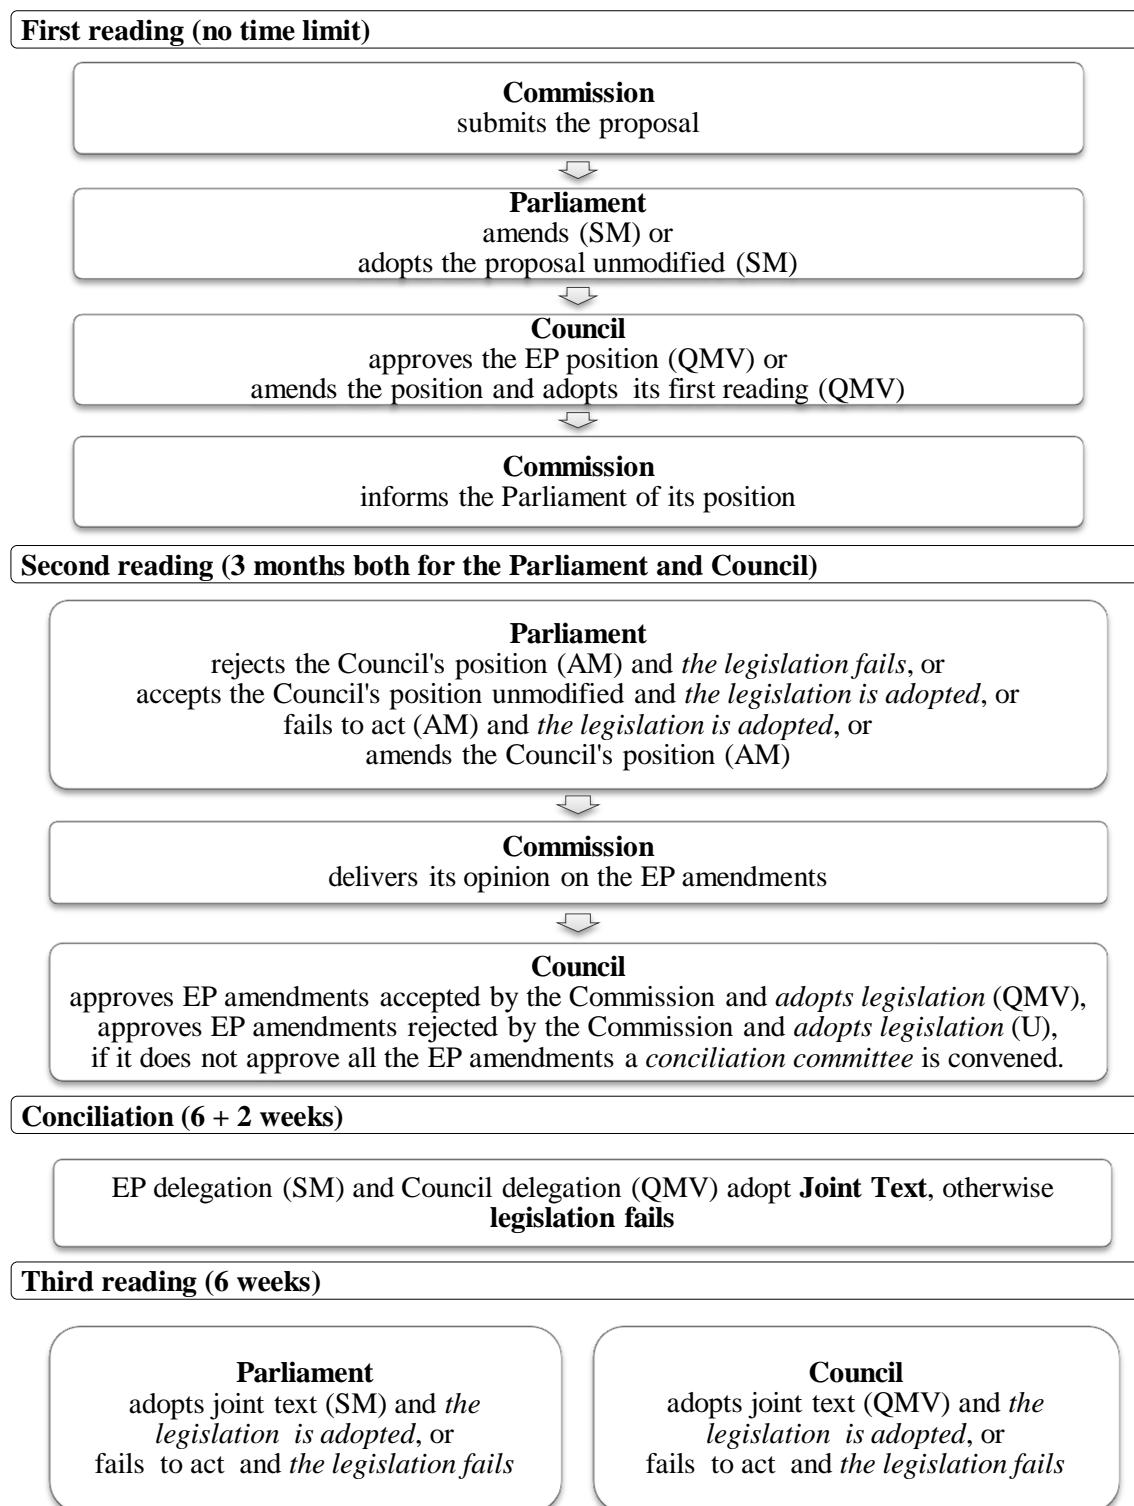 First reading (no time limit)
Commission
submits the proposal
Parliament
amends (SM) or
adopts the proposal unmodified (SM)
Council
approves the EP position (QMV) or
amends the position and adopts its first reading (QMV)
Commission
informs the Parliament of its position
Second reading (3 months both for the Parliament and Council)
Parliament
rejects the Council's position (AM) and the legislation fails, or
accepts the Council's position unmodified and the legislation is adopted, or
fails to act (AM) and the legislation is adopted, or
amends the Council's position (AM)
Commission
delivers its opinion on the EP amendments
Council
approves EP amendments accepted by the Commission and adopts legislation (QMV),
approves EP amendments rejected by the Commission and adopts legislation (U),
if it does not approve all the EP amendments a conciliation committee is convened.
Conciliation (6 + 2 weeks)
EP delegation (SM) and Council delegation (QMV) adopt Joint Text, otherwise
legislation fails
Third reading (6 weeks)
Parliament
adopts joint text (SM) and the
legislation is adopted, or
fails to act and the legislation fails
Council
adopts joint text (QMV) and the
legislation is adopted, or
fails to act and the legislation fails